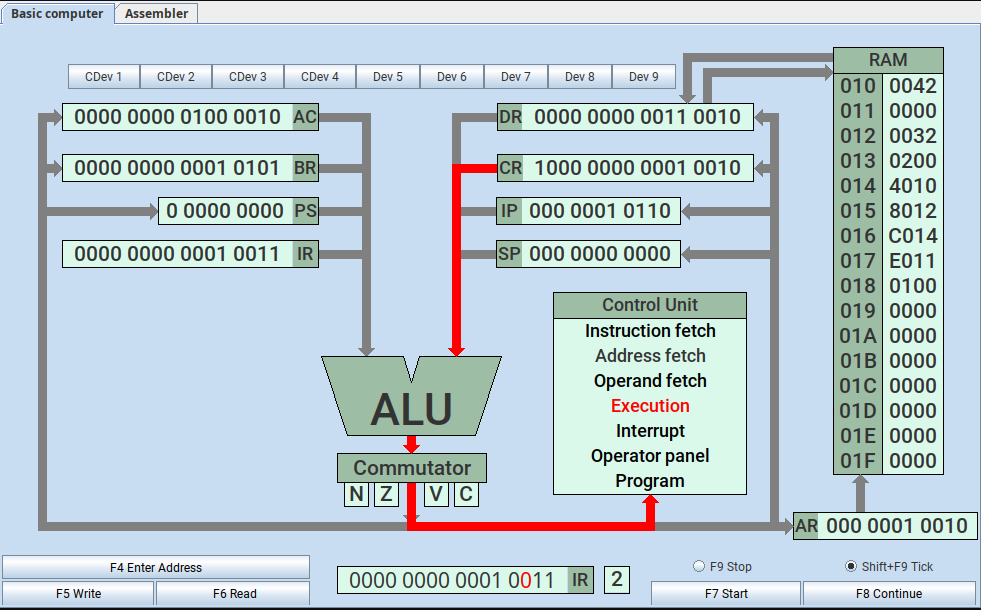 Basic computer Assembler
CDev 1 CDev 2 CDev 3 CDev 4 Dev 5 Dev 6 Dev 7 Dev 8 Dev 9
0000 0000 0100 0010 AC
0000 0000 0001 0101 BR
0 0000 0000 PS
0000 0000 0001 0011 IR
DR 0000 0000 0011 0010
CR 1000 0000 0001 0010
IP 000 0001 0110
SP 000 0000 0000
RAM
010 0042
011 0000
012 0032
013 0200
014 4010
015 8012
016 C014
017 E011
018 0100
019 0000
01A 0000
01B 0000
01C 0000
01D 0000
01E 0000
01F 0000
Control Unit
Instruction fetch
Address fetch
Operand fetch
Execution
Interrupt
Operator panel
Program
ALU
Commutator
N Z V C
AR 000 0001 0010
F4 Enter Address
F5 Write F6 Read
0000 0000 0001 0011 IR 2
F9 Stop Shift+F9 Tick
F7 Start F8 Continue